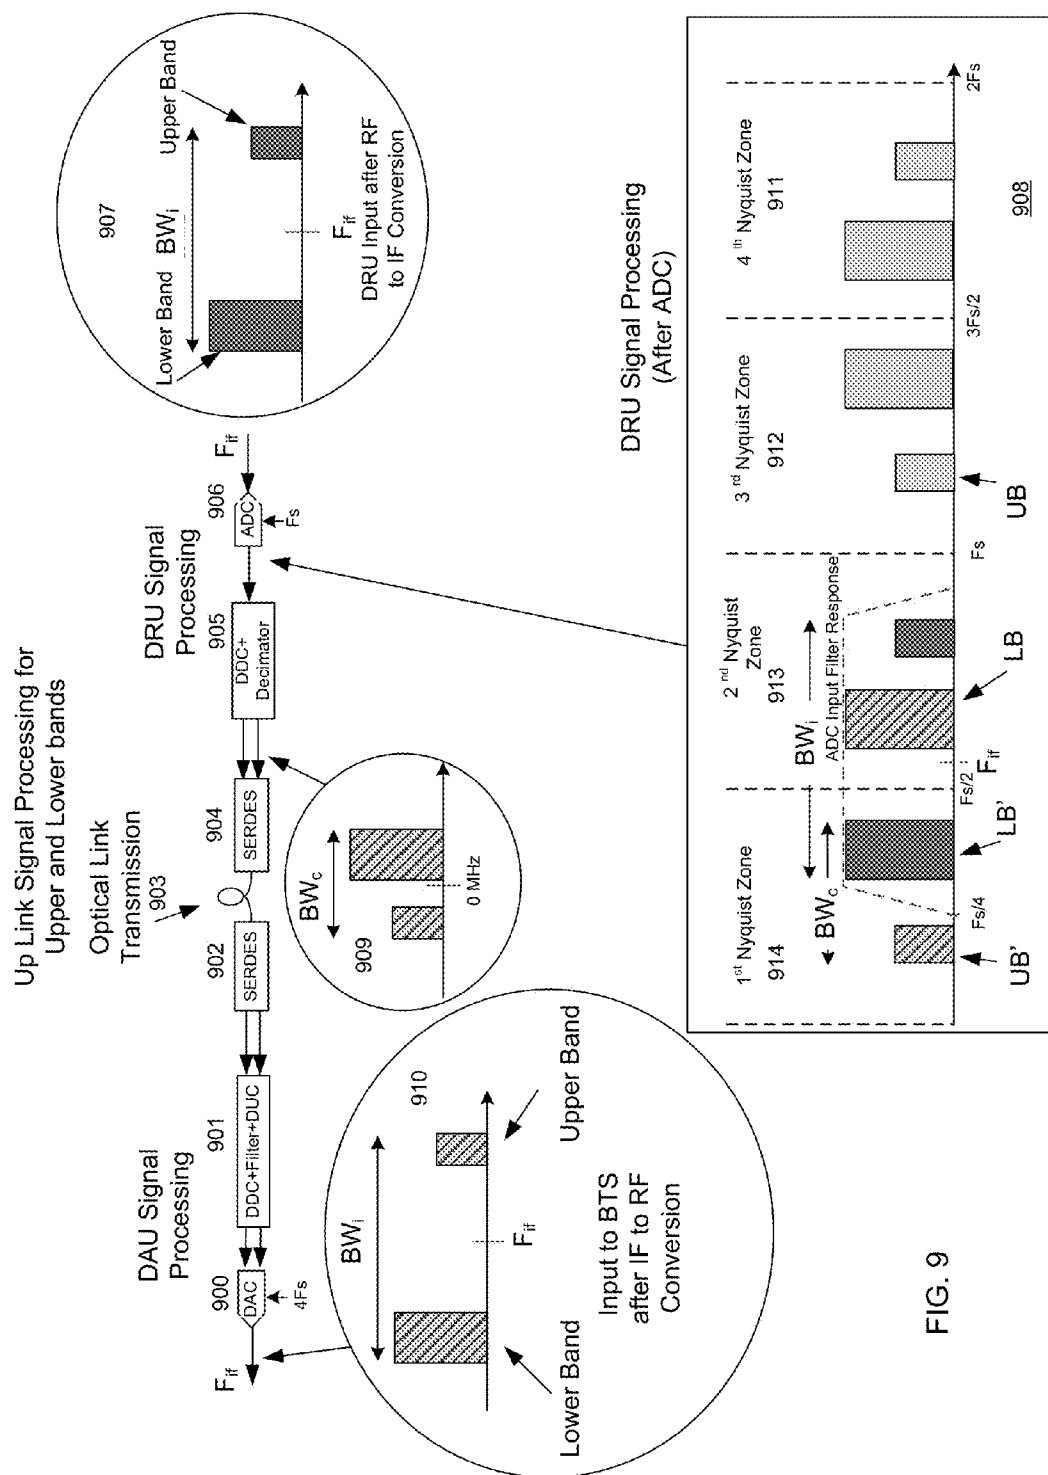 Up Link Signal Processing for
Upper and Lower bands
DAU Signal
Processing
Optical Link
Transmission
903
DRU Signal
Processing
F_if
900
DAC
4Fs
901
DDC+Filter+DUC
902
SERDES
904
SERDES
905
DDC+
Decimator
906
ADC
Fs
F_if
907
Lower Band
BW_i
Upper Band
F_if
DRU Input after RF
to IF Conversion
909
BW_c
0 MHz
910
BW_i
F_if
Lower Band
Upper Band
Input to BTS
after IF to RF
Conversion
DRU Signal Processing
(After ADC)
1st Nyquist Zone
914
2nd Nyquist
Zone
913
3rd Nyquist Zone
912
4th Nyquist Zone
911
BW_c
BW_i
ADC Input Filter Response
Fs/4
Fs/2
F_if
Fs
3Fs/2
2Fs
UB'
LB'
LB
UB
908
FIG. 9